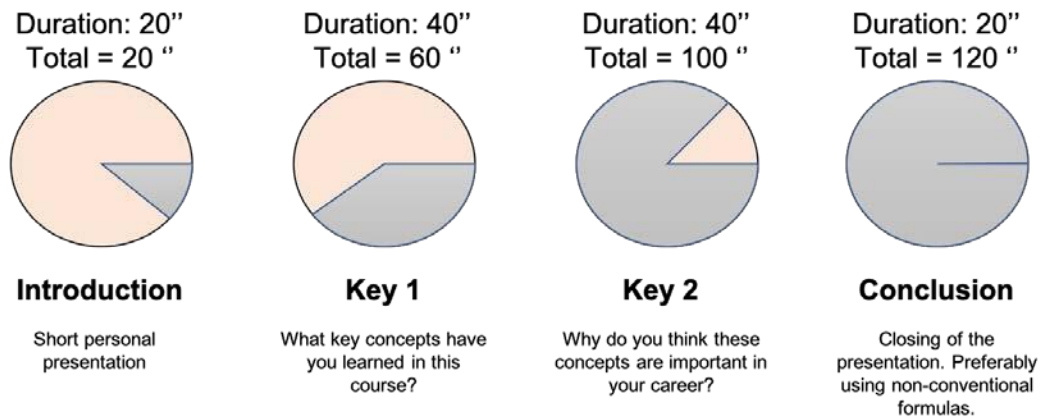 Duration: 20’’
Total = 20 ‘’
Introduction
Short personal
presentation
Duration: 40’’
Total = 60 ‘’
Key 1
What key concepts have
you learned in this
course?
Duration: 40’’
Total = 100 ‘’
Key 2
Why do you think these
concepts are important in
your career?
Duration: 20’’
Total = 120 ‘’
Conclusion
Closing of the
presentation. Preferably
using non-conventional
formulas.